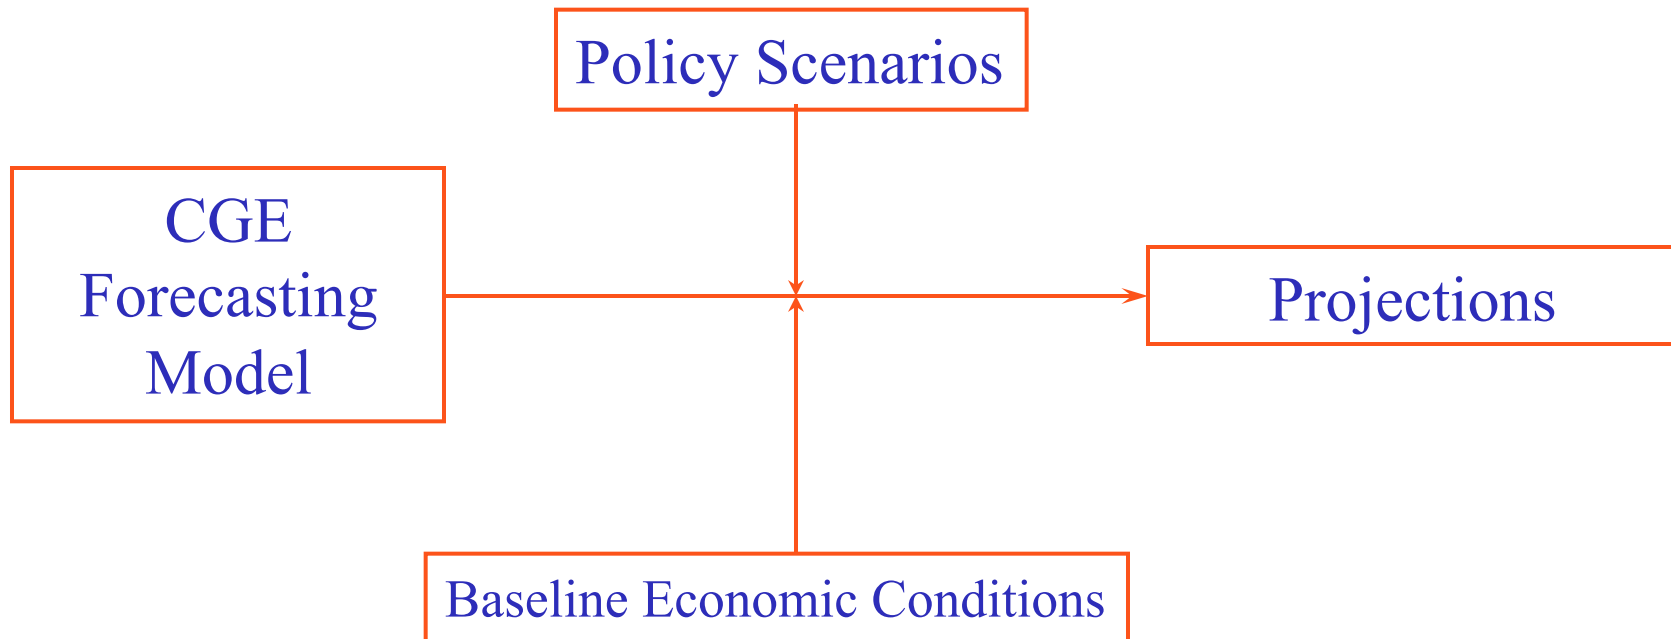 Policy Scenarios
CGE
Forecasting
Model
Projections
Baseline Economic Conditions